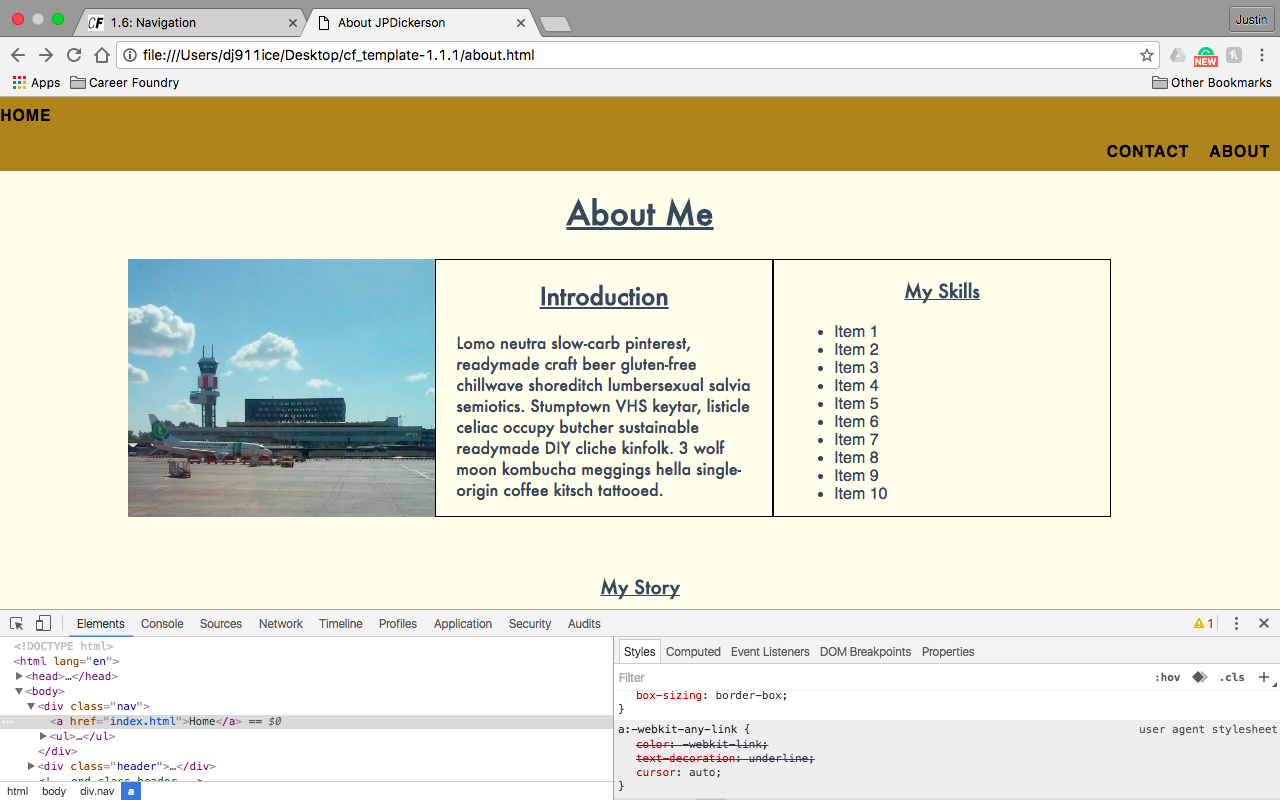 CF 1.6: Navigation
About JPDickerson
Justin
file:///Users/dj911ice/Desktop/cf_template-1.1.1/about.html
NEW
Apps Career Foundry Other Bookmarks
HOME
CONTACT ABOUT
About Me
Introduction
Lomo neutra slow-carb pinterest,
readymade craft beer gluten-free
chillwave shoreditch lumbersexual salvia
semiotics. Stumptown VHS keytar, listicle
celiac occupy butcher sustainable
readymade DIY cliche kinfolk. 3 wolf
moon kombucha meggings hella single-
origin coffee kitsch tattooed.
My Skills
• Item 1
• Item 2
• Item 3
• Item 4
• Item 5
• Item 6
• Item 7
• Item 8
• Item 9
• Item 10
My Story
Elements Console Sources Network Timeline Profiles Application Security Audits 1
<!DOCTYPE html>
<html lang="en">
<head>…</head>
<body>
<div class="nav">
<a href="index.html">Home</a> == $0
<ul>…</ul>
</div>
<div class="header">…</div>
<!-- end class header -->
html body div.nav a
Styles Computed Event Listeners DOM Breakpoints Properties
Filter :hov .cls
box-sizing: border-box;
}
a:-webkit-any-link { user agent stylesheet
color: -webkit-link;
text-decoration: underline;
cursor: auto;
}